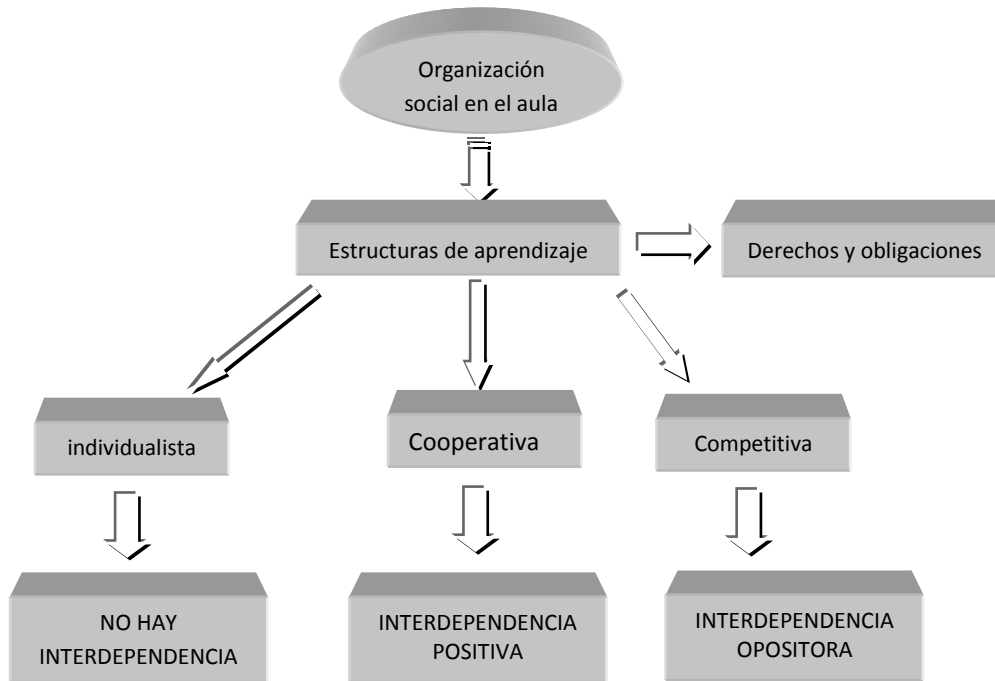 Organización
social en el aula
Estructuras de aprendizaje
Derechos y obligaciones
individualista
Cooperativa
Competitiva
NO HAY
INTERDEPENDENCIA
INTERDEPENDENCIA
POSITIVA
INTERDEPENDENCIA
OPOSITORA